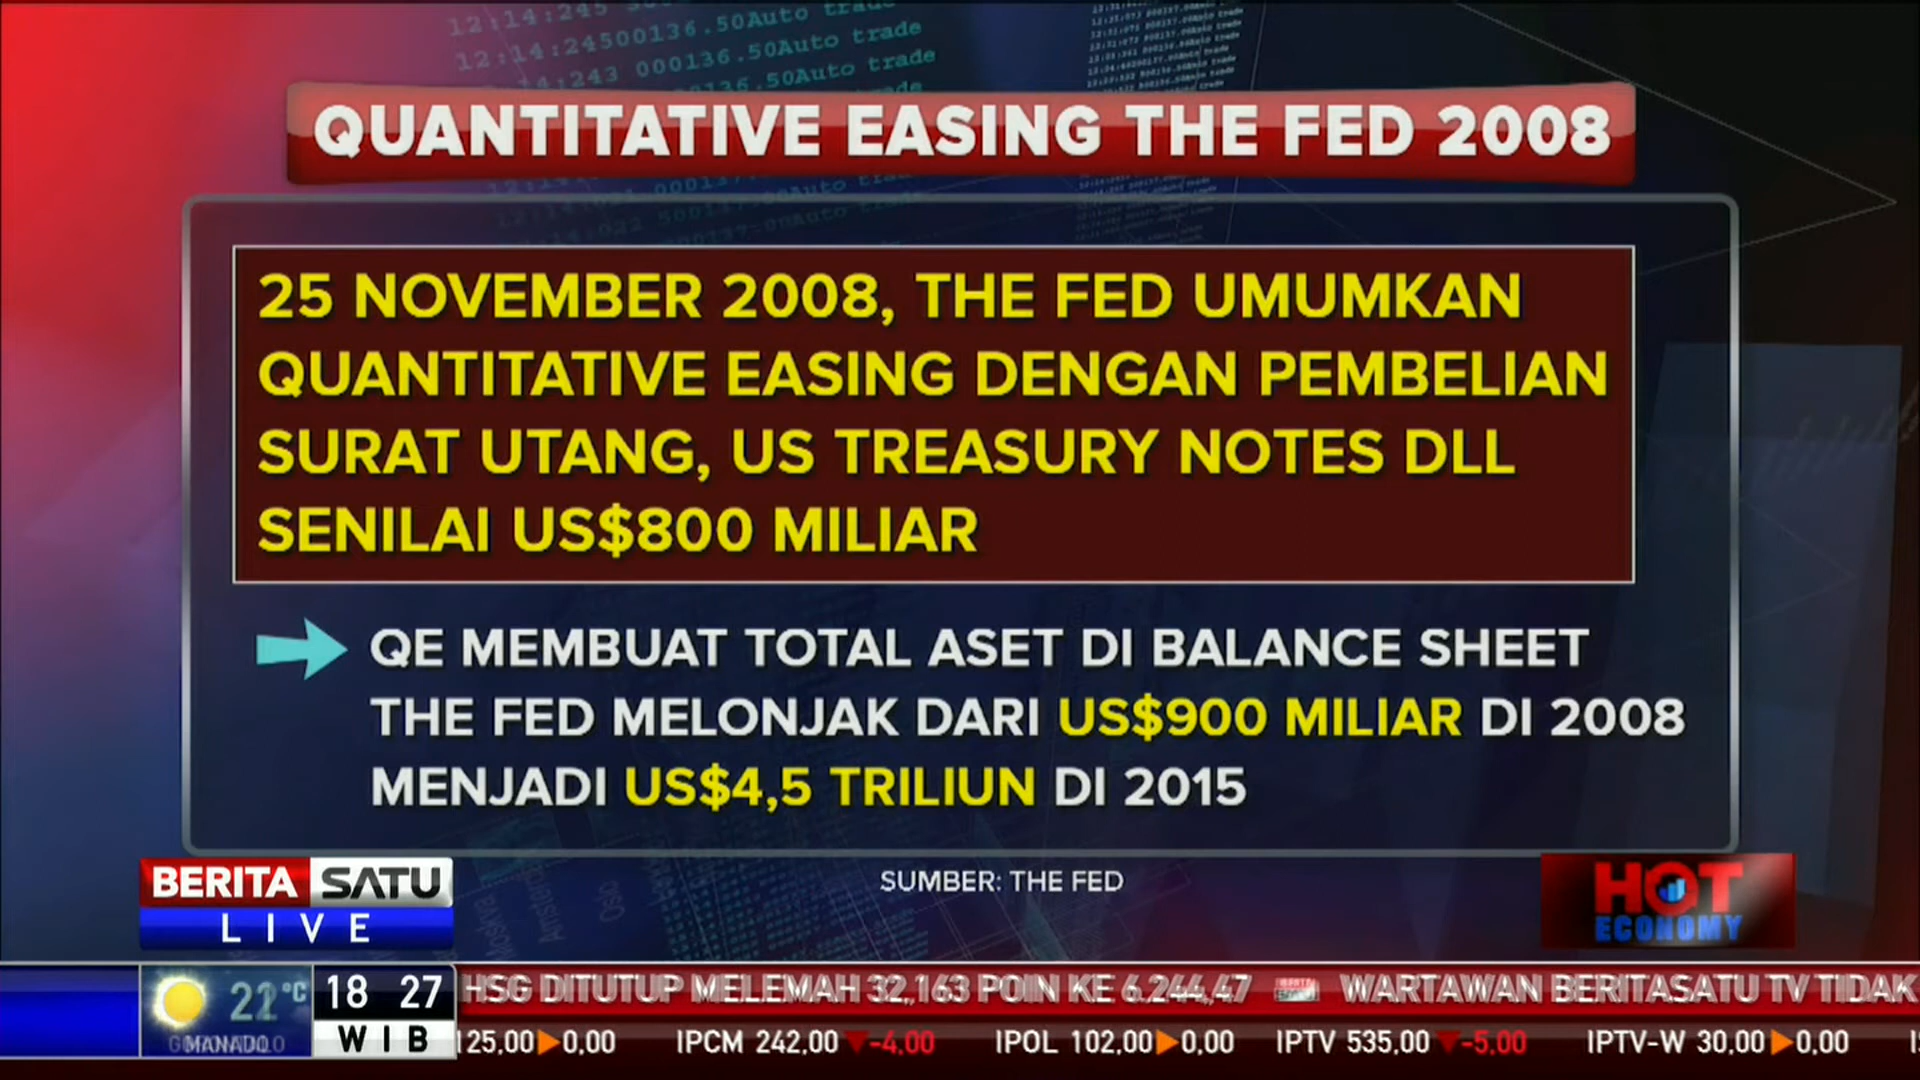 12:14:24500136.50Auto trade
QUANTITATIVE EASING THE FED 2008
25 NOVEMBER 2008, THE FED UMUMKAN
QUANTITATIVE EASING DENGAN PEMBELIAN
SURAT UTANG, US TREASURY NOTES DLL
SENILAI US$800 MILIAR
QE MEMBUAT TOTAL ASET DI BALANCE SHEET
THE FED MELONJAK DARI US$900 MILIAR DI 2008
MENJADI US$4,5 TRILIUN DI 2015
SUMBER: THE FED
BERITA SATU
LIVE
HOT
ECONOMY
18 27
WIB
HSG DITUTUP MELEMAH 32,163 POIN KE 6.244,47 WARTAWAN BERITASATU TV TIDAK
125,00 0,00 IPCM 242,00 -4,00 IPOL 102,00 0,00 IPTV 535,00 -5,00 IPTV-W 30,00 0,00